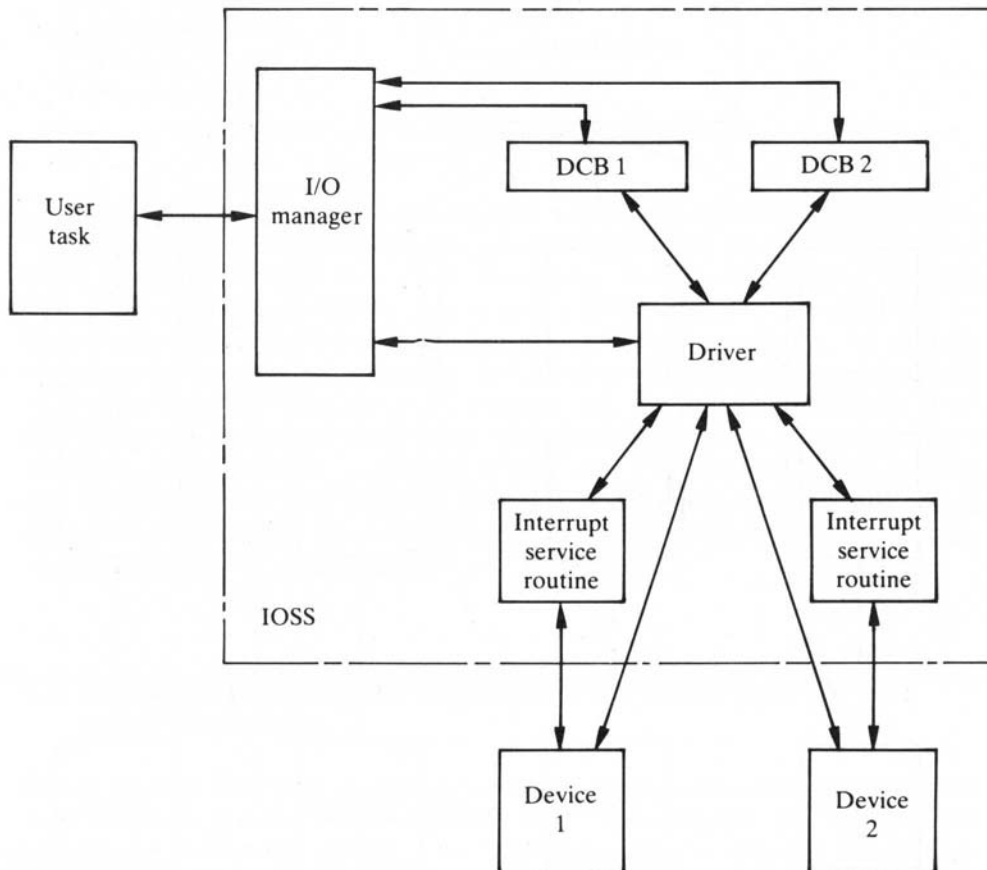 User
task
I/O
manager
DCB 1
DCB 2
Driver
Interrupt
service
routine
Interrupt
service
routine
IOSS
Device
1
Device
2